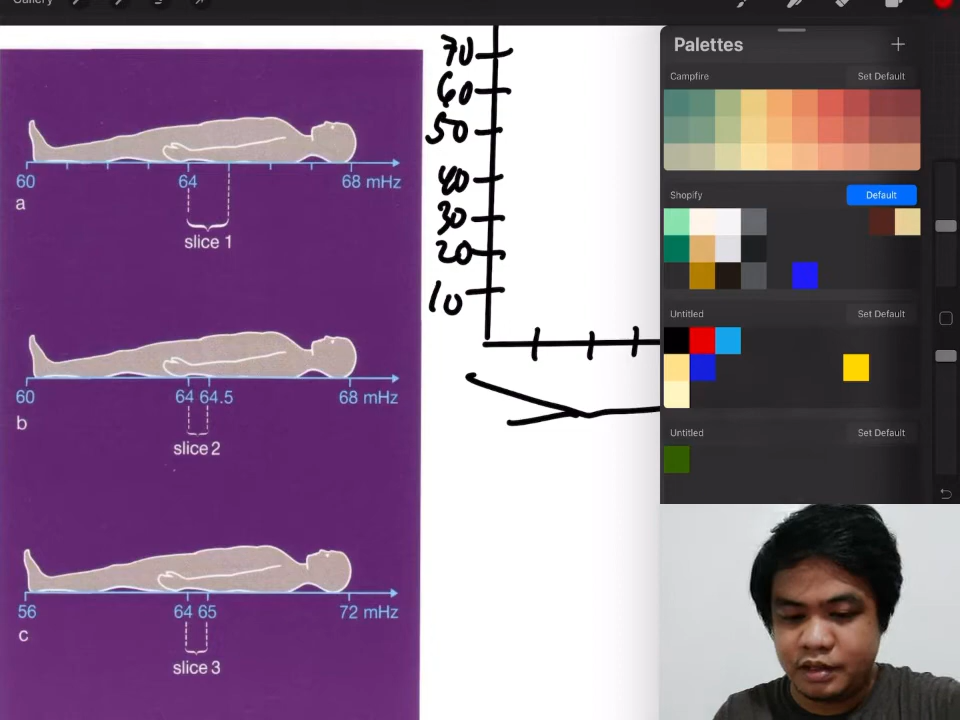 Gallery
60
64
68 mHz
a
slice 1
60
64 64.5
68 mHz
b
slice 2
56
64 65
72 mHz
c
slice 3
70
60
50
40
30
20
10
Palettes
Campfire
Set Default
Shopify
Default
Untitled
Set Default
Untitled
Set Default